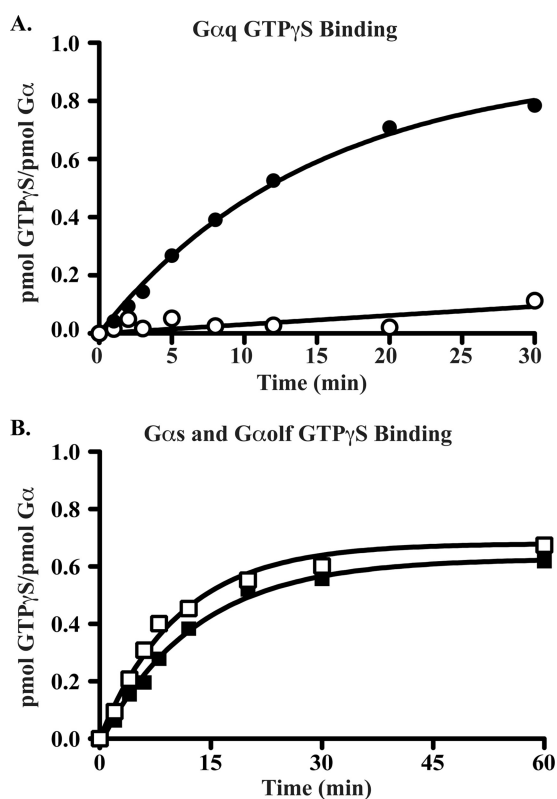 A.
Gαq GTPγS Binding
1.0
0.8
0.6
0.4
0.2
0.0
pmol GTPγS/pmol Gα
0 5 10 15 20 25 30
Time (min)
B.
Gαs and Gαolf GTPγS Binding
1.0
0.8
0.6
0.4
0.2
0.0
pmol GTPγS/pmol Gα
0 15 30 45 60
Time (min)